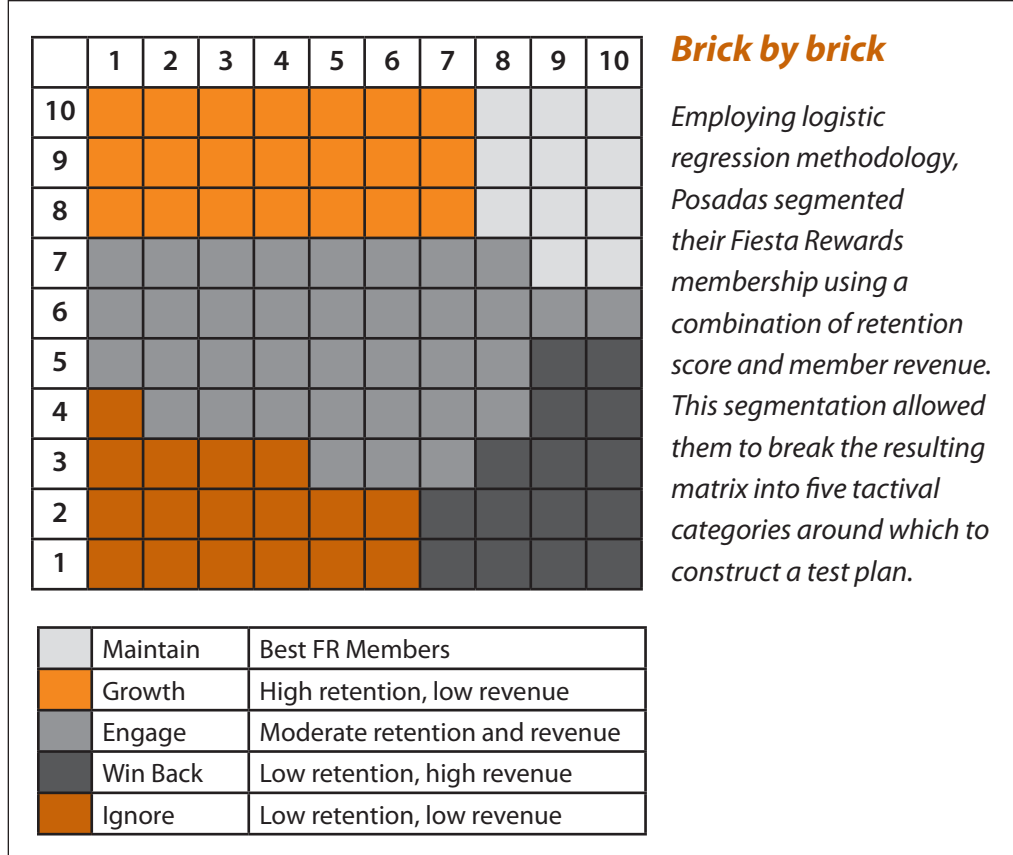 1 2 3 4 5 6 7 8 9 10
10
9
8
7
6
5
4
3
2
1
Brick by brick
Employing logistic
regression methodology,
Posadas segmented
their Fiesta Rewards
membership using a
combination of retention
score and member revenue.
This segmentation allowed
them to break the resulting
matrix into five tactival
categories around which to
construct a test plan.
Maintain Best FR Members
Growth High retention, low revenue
Engage Moderate retention and revenue
Win Back Low retention, high revenue
Ignore Low retention, low revenue